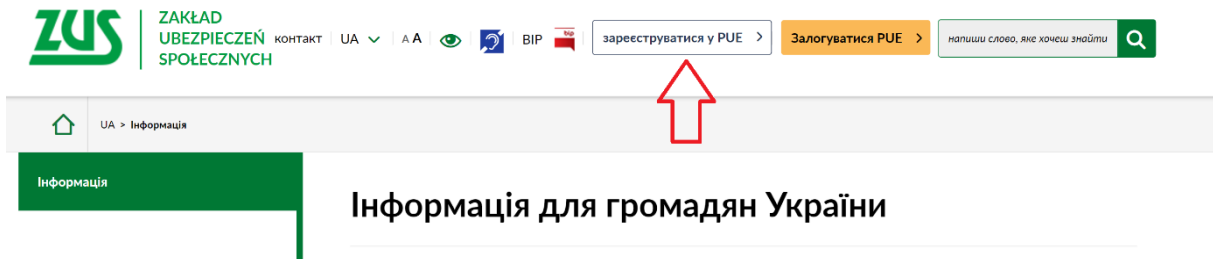 ZUS
ZAKŁAD
UBEZPIECZEŃ
SPOŁECZNYCH
контакт UA A A BIP bip зареєструватися у PUE > Залогуватися PUE > напиши слово, яке хочеш знайти
UA > Інформація
Інформація
Інформація для громадян України